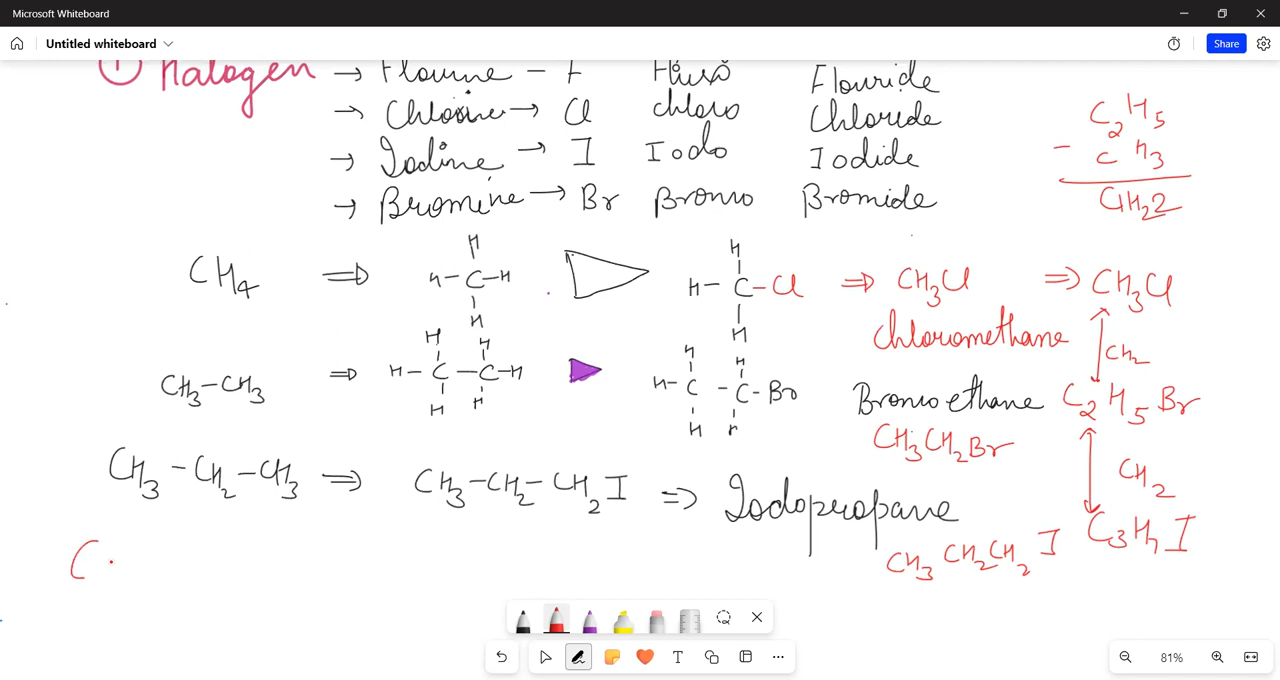 Microsoft Whiteboard
Untitled whiteboard
Share
① Halogen → Flourine – F Fluro Flouride
→ Chlorine → Cl chloro Chloride
→ Iodine → I Iodo Iodide
→ Bromine → Br Bromo Bromide
C2H5
- CH3
CH2
CH4 ⇒
H
H–C–H
H
H
H–C–Cl
H
⇒ CH3Cl ⇒ CH3Cl
chloromethane
CH2
CH3–CH3 ⇒
H H
H–C–C–H
H H
H H
H–C–C–Br
H H
Bromoethane C2H5Br
CH3CH2Br
CH2
CH3–CH2–CH3 ⇒ CH3–CH2–CH2I ⇒ Iodopropane
CH3CH2CH2I C3H7I
C
81%